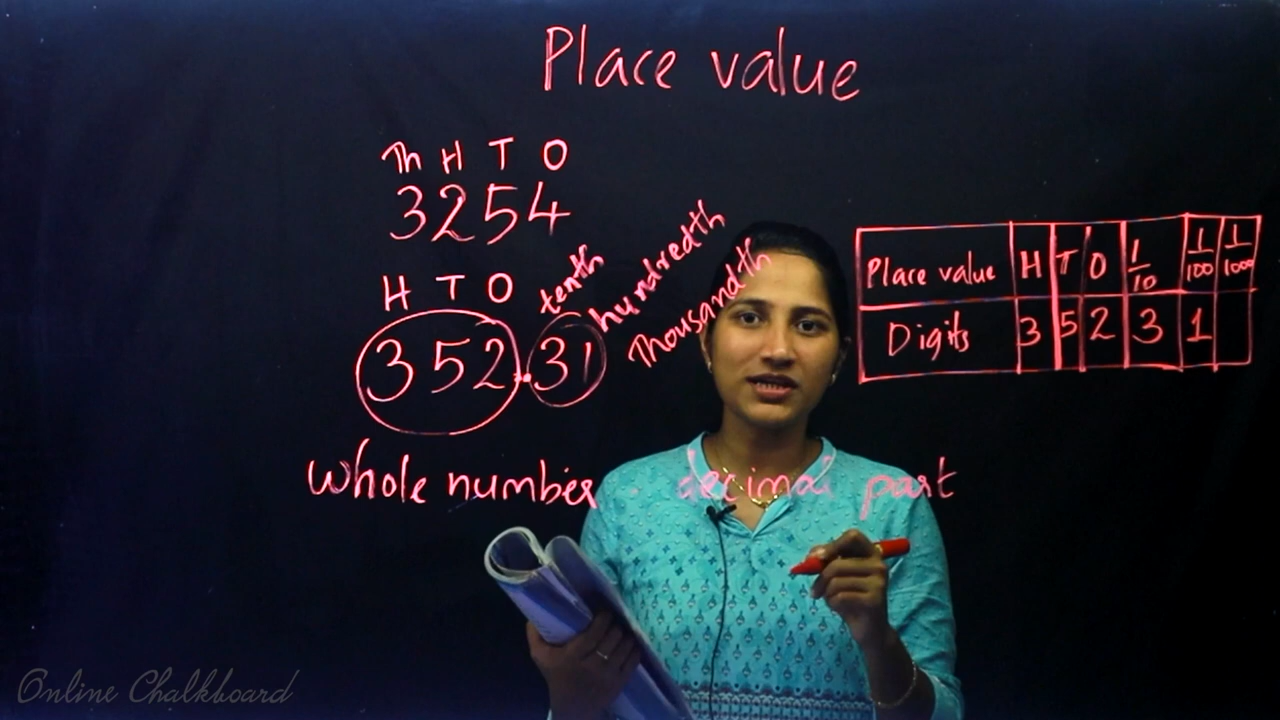 Place value
Th H T O
3254
H T O tenth hundredth Thousandth
352.31
whole number . decimal part
Place value H T O 1/10 1/100 1/1000
Digits 3 5 2 3 1
Online Chalkboard